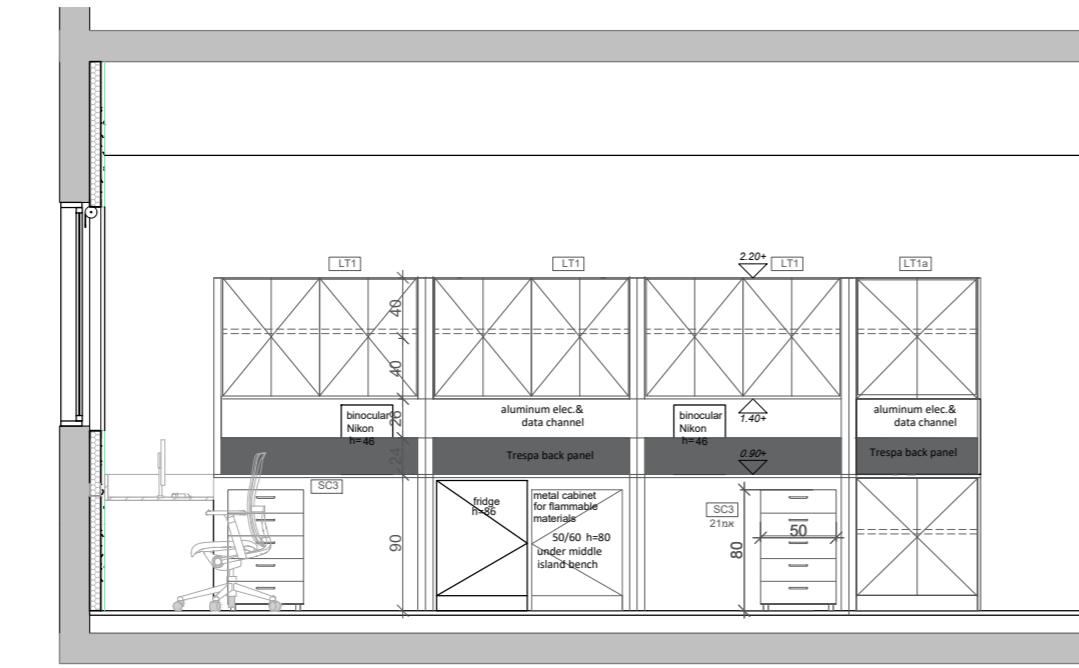 2.20+
LT1
LT1
LT1
LT1a
40
40
binocular
Nikon
h=46
26
aluminum elec.&
data channel
binocular
Nikon
h=46
1.40+
aluminum elec.&
data channel
24
Trespa back panel
0.90+
Trespa back panel
SC3
90
fridge
h=86
metal cabinet
for flammable
materials
50/60 h=80
under middle
island bench
SC3
אמ21
80
50